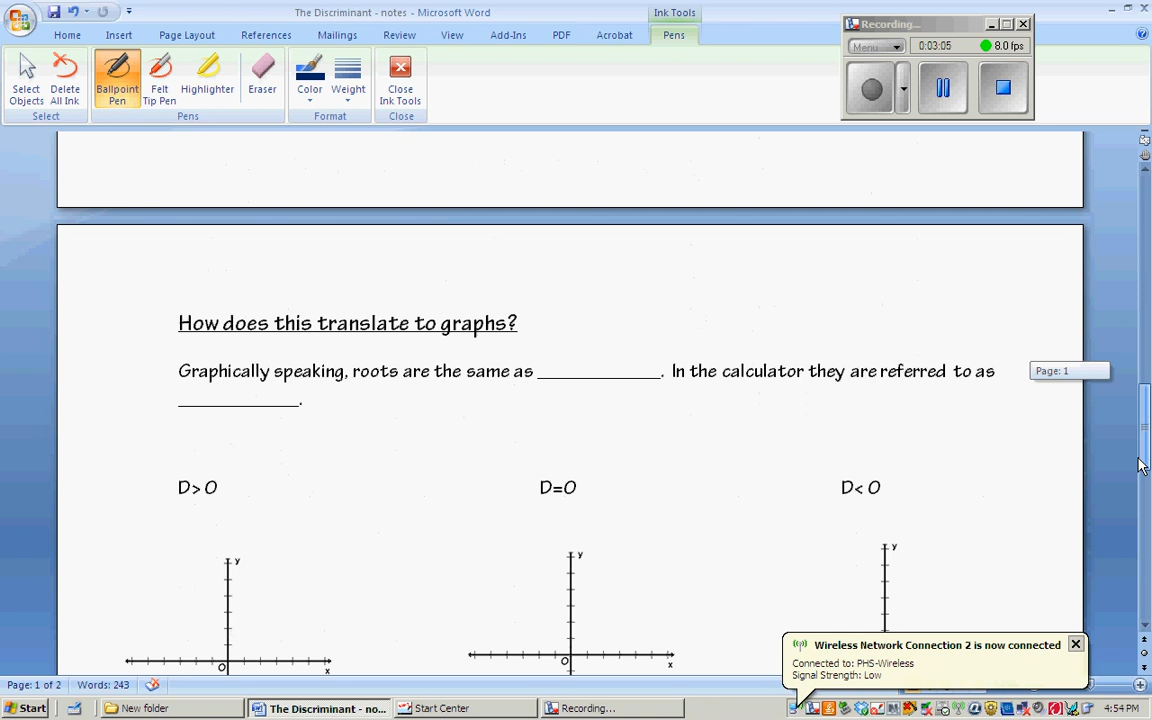 The Discriminant - notes - Microsoft Word
Ink Tools
Home Insert Page Layout References Mailings Review View Add-Ins PDF Acrobat Pens
Select Objects
Delete All Ink
Ballpoint Pen
Felt Tip Pen
Highlighter
Eraser
Color
Weight
Close Ink Tools
Select Pens Format Close
Recording...
Menu 0:03:05 8.0 fps
How does this translate to graphs?
Graphically speaking, roots are the same as ____________. In the calculator they are referred to as
____________.
Page: 1
D> 0 D=0 D< 0
y y y
O x O x
Wireless Network Connection 2 is now connected
Connected to: PHS-Wireless
Signal Strength: Low
Page: 1 of 2 Words: 243
Start New folder The Discriminant - no... Start Center Recording... 4:54 PM